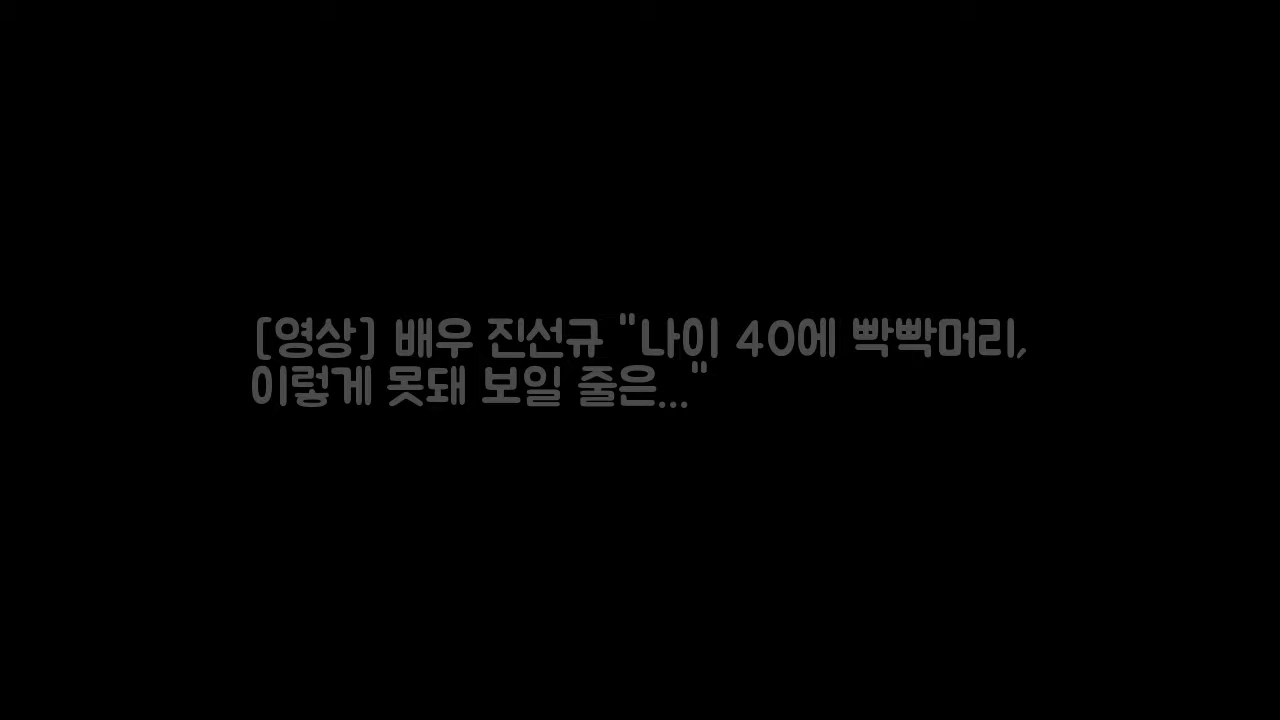 [영상] 배우 진선규 "나이 40에 빡빡머리,
이렇게 못돼 보일 줄은..."